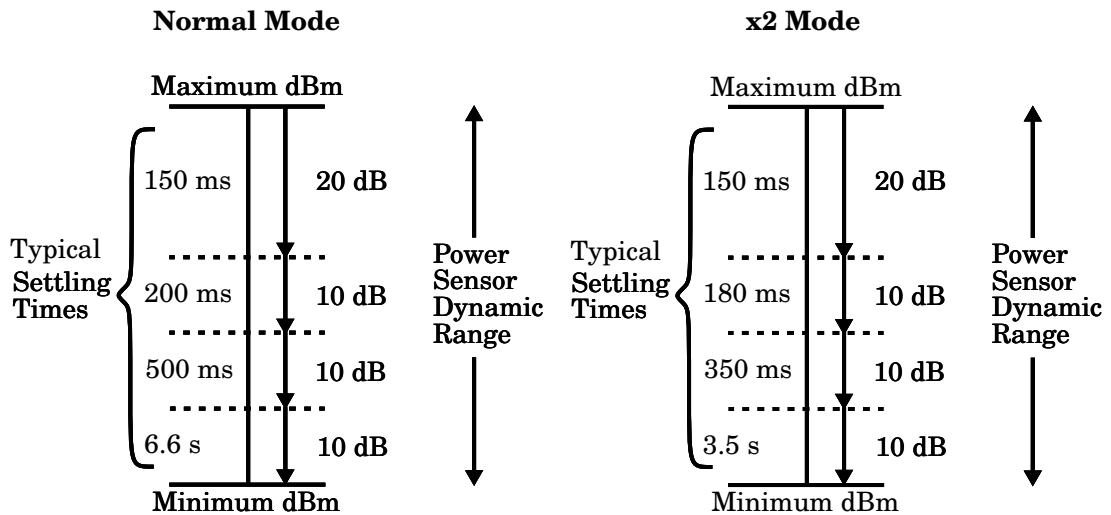 Normal Mode
Maximum dBm
150 ms
20 dB
Typical
Settling
Times
200 ms
10 dB
500 ms
10 dB
6.6 s
10 dB
Minimum dBm
Power
Sensor
Dynamic
Range
x2 Mode
Maximum dBm
150 ms
20 dB
Typical
Settling
Times
180 ms
10 dB
350 ms
10 dB
3.5 s
10 dB
Minimum dBm
Power
Sensor
Dynamic
Range